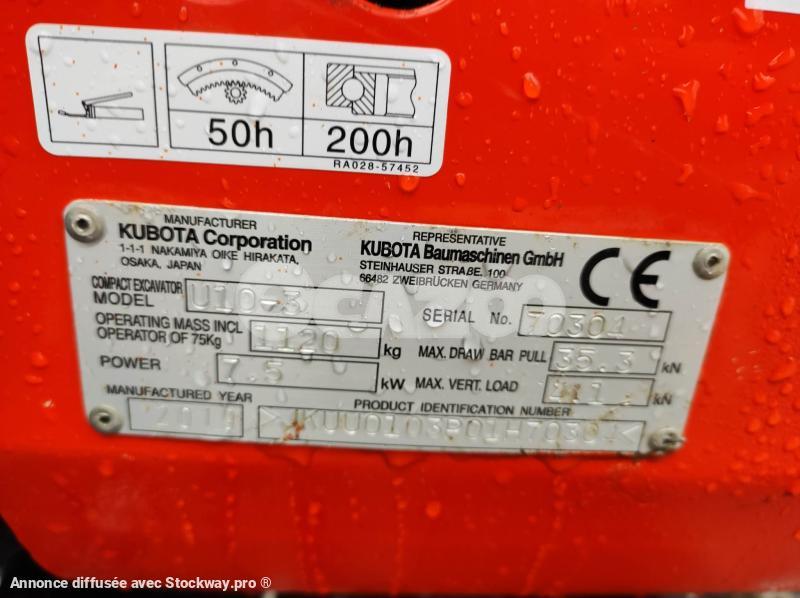 50h
200h
RA028-57452
MANUFACTURER
KUBOTA Corporation
1-1-1 NAKAMIYA OIKE HIRAKATA,
OSAKA, JAPAN
REPRESENTATIVE
KUBOTA Baumaschinen GmbH
STEINHAUSER STRAßE. 100
66482 ZWEIBRÜCKEN GERMANY
CE
COMPACT EXCAVATOR
MODEL U10-3
SERIAL No. 70301
OPERATING MASS INCL
OPERATOR OF 75Kg 1120 kg
MAX. DRAW BAR PULL 35.3 kN
POWER 7.5 kW
MAX. VERT. LOAD kN
MANUFACTURED YEAR
PRODUCT IDENTIFICATION NUMBER
>JKUU0103P01H70301<
Annonce diffusée avec Stockway.pro ®